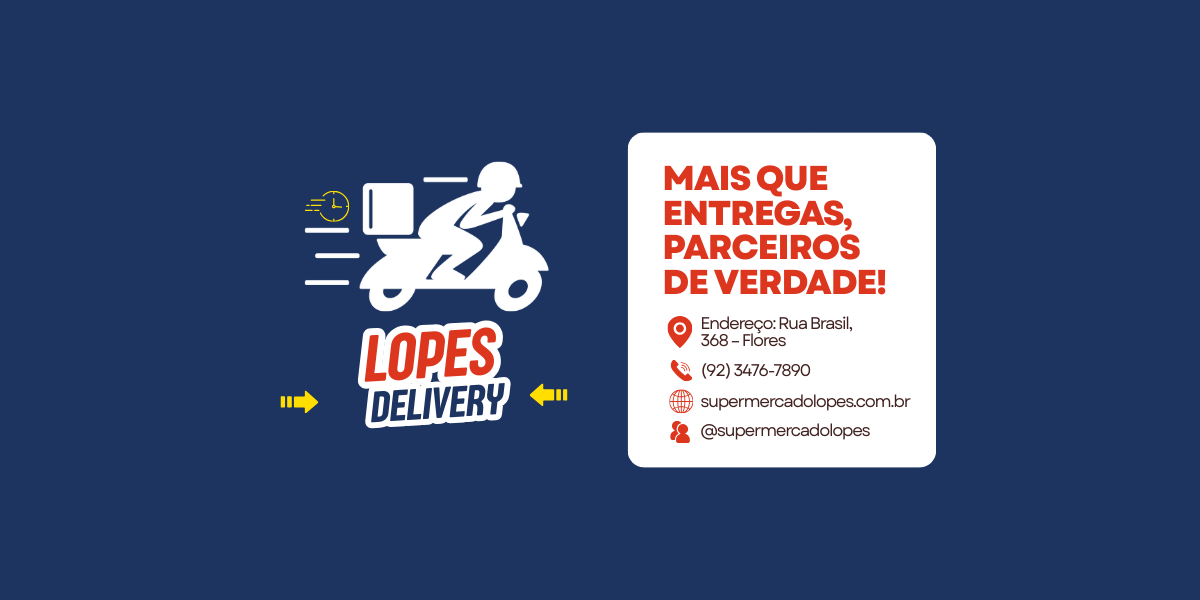 LOPES
DELIVERY
MAIS QUE
ENTREGAS,
PARCEIROS
DE VERDADE!
Endereço: Rua Brasil,
368 – Flores
(92) 3476-7890
supermercadolopes.com.br
@supermercadolopes